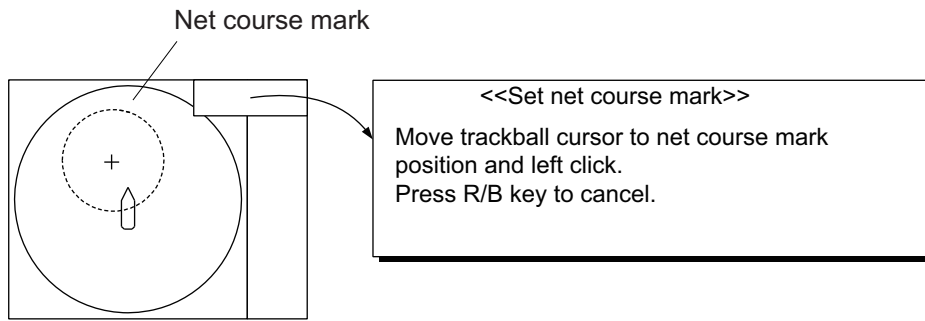 Net course mark
<<Set net course mark>>
Move trackball cursor to net course mark
position and left click.
Press R/B key to cancel.